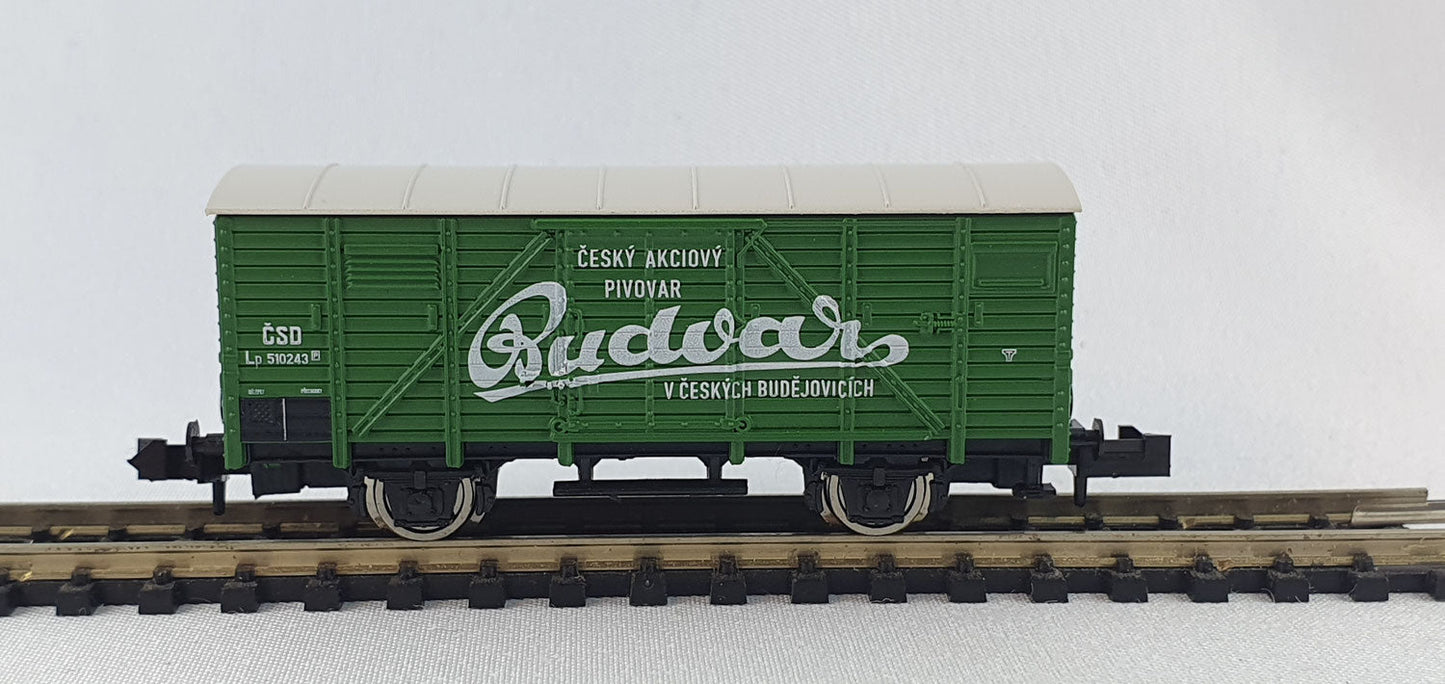 ČESKÝ AKCIOVÝ
PIVOVAR
Budvar
V ČESKÝCH BUDĚJOVICÍCH
ČSD
Lp 510243 P